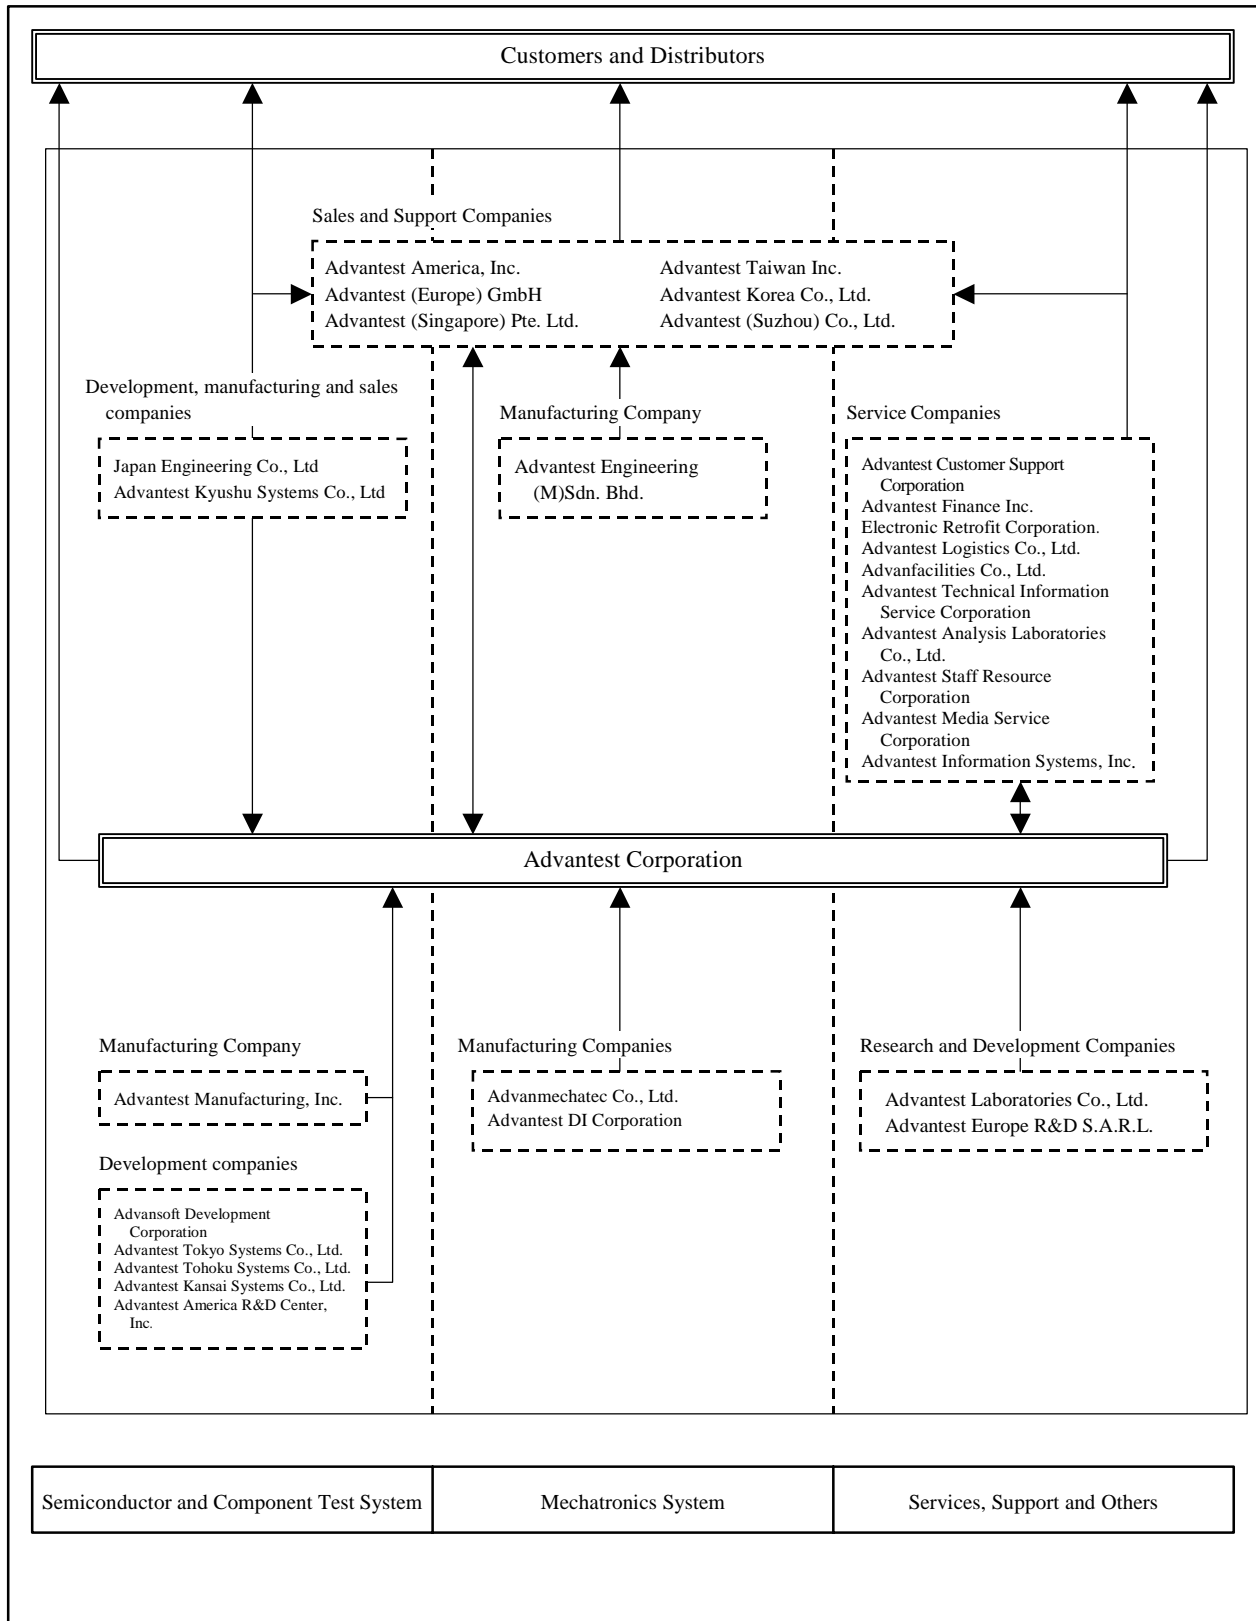 Customers and Distributors
Sales and Support Companies
Advantest America, Inc.
Advantest (Europe) GmbH
Advantest (Singapore) Pte. Ltd.
Advantest Taiwan Inc.
Advantest Korea Co., Ltd.
Advantest (Suzhou) Co., Ltd.
Development, manufacturing and sales
companies
Japan Engineering Co., Ltd
Advantest Kyushu Systems Co., Ltd
Manufacturing Company
Advantest Engineering
(M)Sdn. Bhd.
Service Companies
Advantest Customer Support
Corporation
Advantest Finance Inc.
Electronic Retrofit Corporation.
Advantest Logistics Co., Ltd.
Advanfacilities Co., Ltd.
Advantest Technical Information
Service Corporation
Advantest Analysis Laboratories
Co., Ltd.
Advantest Staff Resource
Corporation
Advantest Media Service
Corporation
Advantest Information Systems, Inc.
Advantest Corporation
Manufacturing Company
Advantest Manufacturing, Inc.
Development companies
Advansoft Development
Corporation
Advantest Tokyo Systems Co., Ltd.
Advantest Tohoku Systems Co., Ltd.
Advantest Kansai Systems Co., Ltd.
Advantest America R&D Center,
Inc.
Manufacturing Companies
Advanmechatec Co., Ltd.
Advantest DI Corporation
Research and Development Companies
Advantest Laboratories Co., Ltd.
Advantest Europe R&D S.A.R.L.
Semiconductor and Component Test System
Mechatronics System
Services, Support and Others